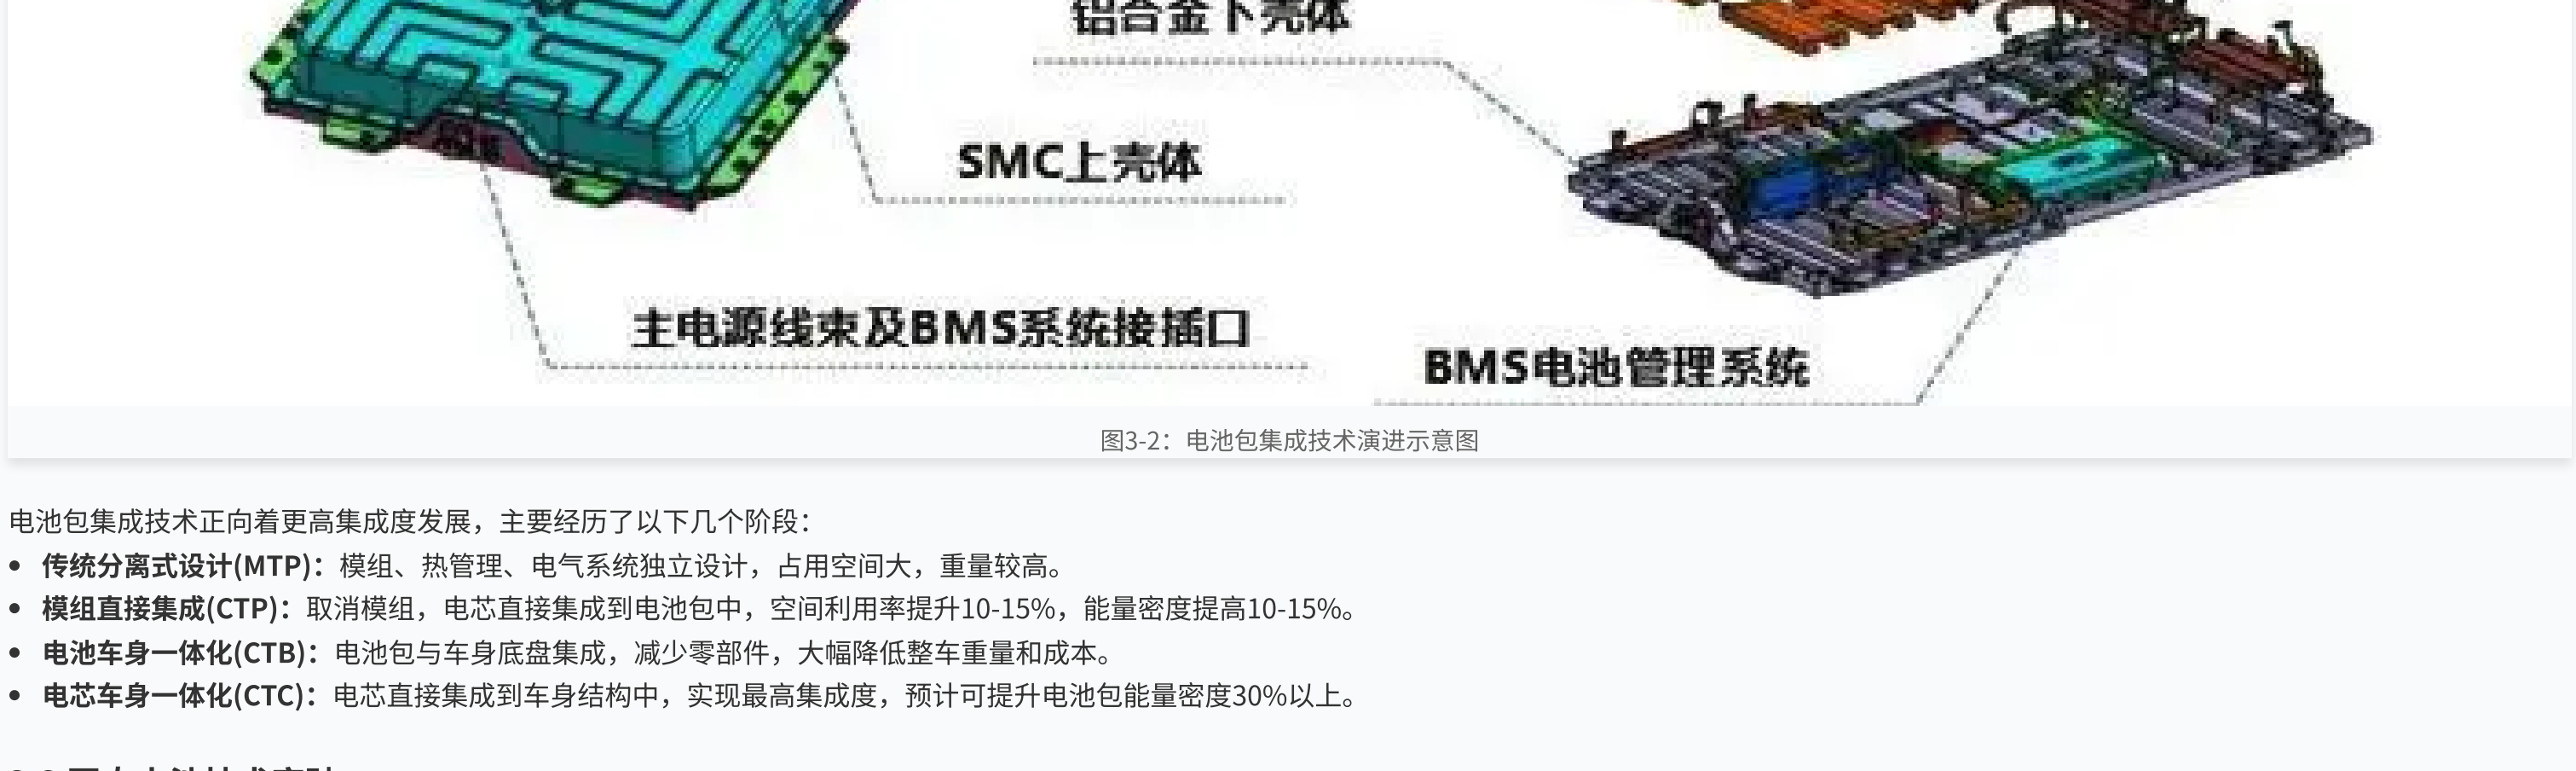 铝合金下壳体
SMC上壳体
主电源线束及BMS系统接插口
BMS电池管理系统
图3-2：电池包集成技术演进示意图
电池包集成技术正向着更高集成度发展，主要经历了以下几个阶段：
• 传统分离式设计(MTP)：模组、热管理、电气系统独立设计，占用空间大，重量较高。
• 模组直接集成(CTP)：取消模组，电芯直接集成到电池包中，空间利用率提升10-15%，能量密度提高10-15%。
• 电池车身一体化(CTB)：电池包与车身底盘集成，减少零部件，大幅降低整车重量和成本。
• 电芯车身一体化(CTC)：电芯直接集成到车身结构中，实现最高集成度，预计可提升电池包能量密度30%以上。